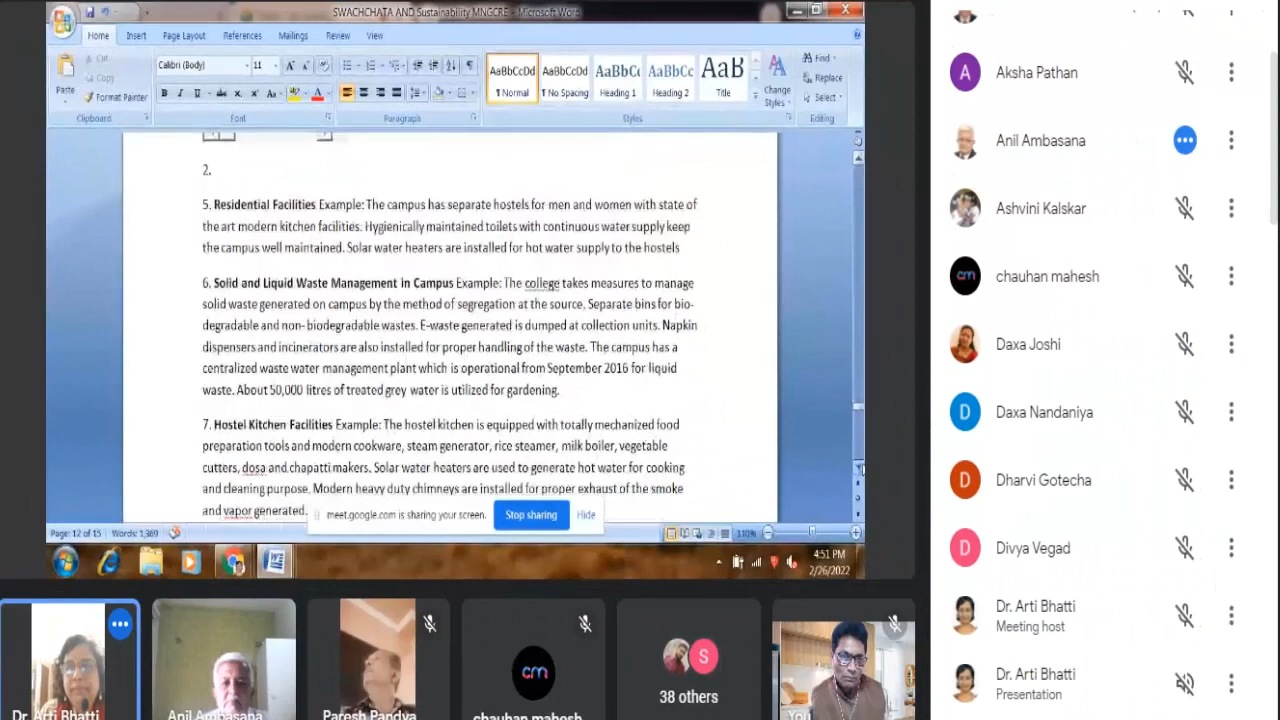 SWACHCHATA AND Sustainability MNGCRE - Microsoft Word
Home Insert Page Layout References Mailings Review View
Cut
Copy
Paste
Format Painter
Clipboard
Calibri (Body) 11
Font
Paragraph
AaBbCcDd AaBbCcDd AaBbCc AaBbCc AaB
¶ Normal ¶ No Spacing Heading 1 Heading 2 Title
Change Styles
Styles
Find
Replace
Select
Editing
2.
5. Residential Facilities Example: The campus has separate hostels for men and women with state of
the art modern kitchen facilities. Hygienically maintained toilets with continuous water supply keep
the campus well maintained. Solar water heaters are installed for hot water supply to the hostels
6. Solid and Liquid Waste Management in Campus Example: The college takes measures to manage
solid waste generated on campus by the method of segregation at the source. Separate bins for bio-
degradable and non-biodegradable wastes. E-waste generated is dumped at collection units. Napkin
dispensers and incinerators are also installed for proper handling of the waste. The campus has a
centralized waste water management plant which is operational from September 2016 for liquid
waste. About 50,000 litres of treated grey water is utilized for gardening.
7. Hostel Kitchen Facilities Example: The hostel kitchen is equipped with totally mechanized food
preparation tools and modern cookware, steam generator, rice steamer, milk boiler, vegetable
cutters, dosa and chapatti makers. Solar water heaters are used to generate hot water for cooking
and cleaning purpose. Modern heavy duty chimneys are installed for proper exhaust of the smoke
and vapor generated.
meet.google.com is sharing your screen. Stop sharing Hide
Page: 12 of 15 Words: 1,369 110%
4:51 PM
2/26/2022
Dr. Arti Bhatti
Anil Ambasana
Paresh Pandya
cm
chauhan mahesh
S
38 others
You
A Aksha Pathan
Anil Ambasana
Ashvini Kalskar
cm chauhan mahesh
Daxa Joshi
D Daxa Nandaniya
D Dharvi Gotecha
D Divya Vegad
Dr. Arti Bhatti
Meeting host
Dr. Arti Bhatti
Presentation